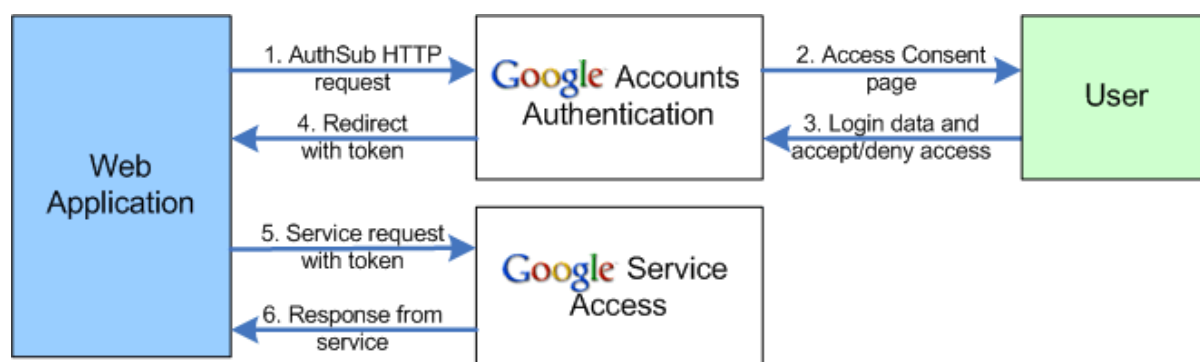 1. AuthSub HTTP
request
2. Access Consent
page
Google Accounts
Authentication
User
4. Redirect
with token
3. Login data and
accept/deny access
Web
Application
5. Service request
with token
Google Service
Access
6. Response from
service